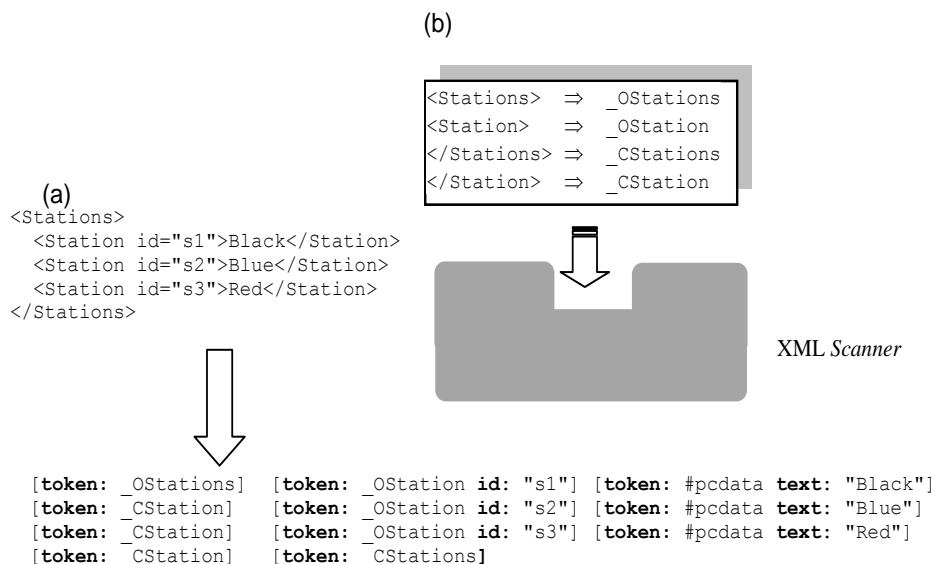 (b)
<Stations> ⇒ _OStations
<Station> ⇒ _OStation
</Stations> ⇒ _CStations
</Station> ⇒ _CStation
(a)
<Stations>
  <Station id="s1">Black</Station>
  <Station id="s2">Blue</Station>
  <Station id="s3">Red</Station>
</Stations>
XML Scanner
[token: _OStations] [token: _OStation id: "s1"] [token: #pcdata text: "Black"]
[token: _CStation] [token: _OStation id: "s2"] [token: #pcdata text: "Blue"]
[token: _CStation] [token: _OStation id: "s3"] [token: #pcdata text: "Red"]
[token: _CStation] [token: _CStations]